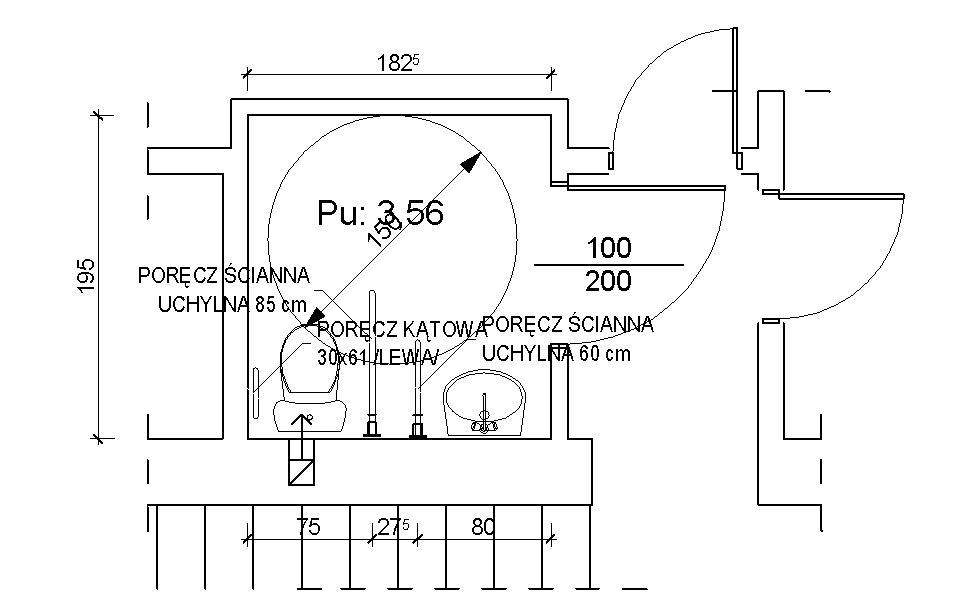 182⁵
Pu: 3,56
150
195
100
200
PORĘCZ ŚCIANNA
UCHYLNA 85 cm
PORĘCZ KĄTOWA
30x61 /LEWA/
PORĘCZ ŚCIANNA
UCHYLNA 60 cm
75
27⁵
80